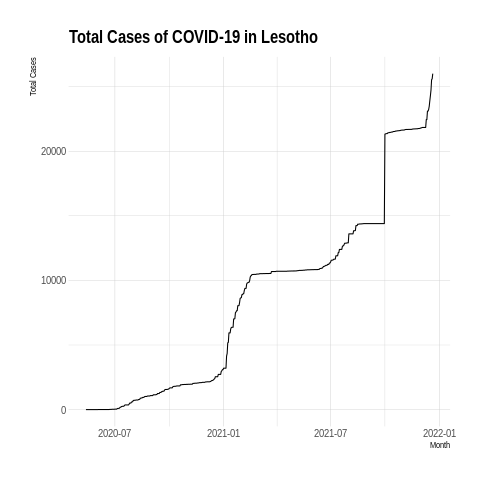 Total Cases of COVID-19 in Lesotho
Total Cases
20000
10000
0
2020-07 2021-01 2021-07 2022-01
Month